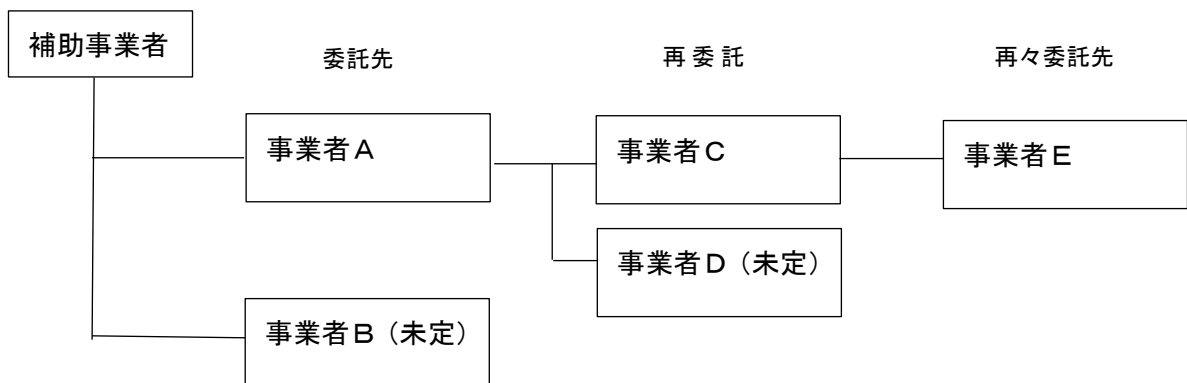 補助事業者
委託先
再委託
再々委託先
事業者A
事業者C
事業者E
事業者D（未定）
事業者B（未定）